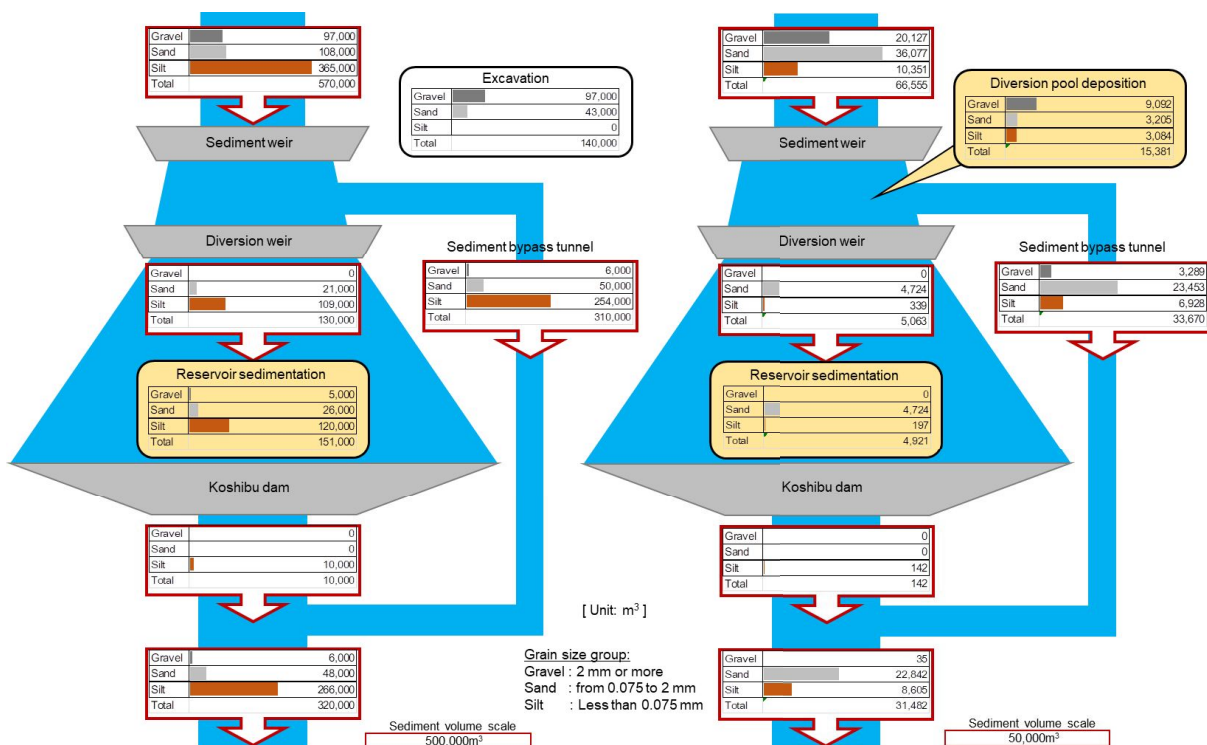 Gravel 97,000
Sand 108,000
Silt 365,000
Total 570,000
Sediment weir
Excavation
Gravel 97,000
Sand 43,000
Silt 0
Total 140,000
Diversion weir
Gravel 0
Sand 21,000
Silt 109,000
Total 130,000
Sediment bypass tunnel
Gravel 6,000
Sand 50,000
Silt 254,000
Total 310,000
Reservoir sedimentation
Gravel 5,000
Sand 26,000
Silt 120,000
Total 151,000
Koshibu dam
Gravel 0
Sand 0
Silt 10,000
Total 10,000
Gravel 6,000
Sand 48,000
Silt 266,000
Total 320,000
Sediment volume scale
500,000m³
[ Unit: m³ ]
Grain size group:
Gravel : 2 mm or more
Sand : from 0.075 to 2 mm
Silt : Less than 0.075 mm
Gravel 20,127
Sand 36,077
Silt 10,351
Total 66,555
Sediment weir
Diversion pool deposition
Gravel 9,092
Sand 3,205
Silt 3,084
Total 15,381
Diversion weir
Gravel 0
Sand 4,724
Silt 339
Total 5,063
Sediment bypass tunnel
Gravel 3,289
Sand 23,453
Silt 6,928
Total 33,670
Reservoir sedimentation
Gravel 0
Sand 4,724
Silt 197
Total 4,921
Koshibu dam
Gravel 0
Sand 0
Silt 142
Total 142
Gravel 35
Sand 22,842
Silt 8,605
Total 31,482
Sediment volume scale
50,000m³